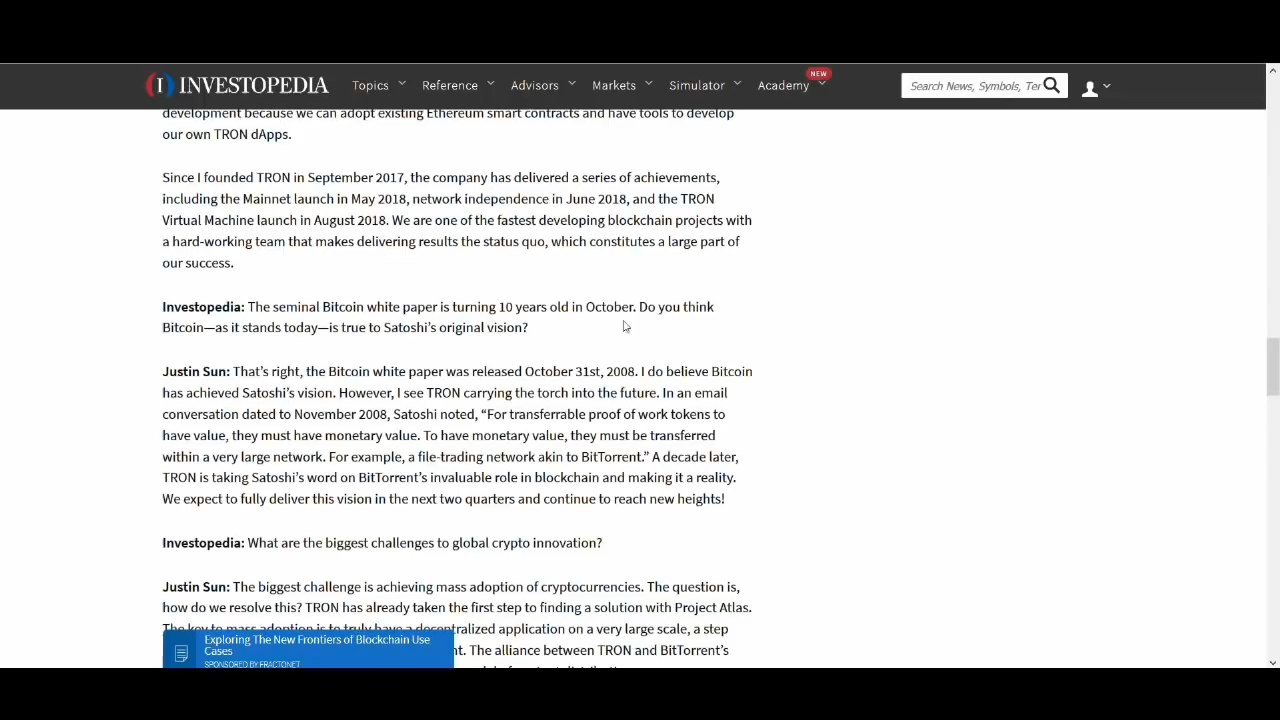 INVESTOPEDIA
Topics
Reference
Advisors
Markets
Simulator
Academy
NEW
Search News, Symbols, Ter
development because we can adopt existing Ethereum smart contracts and have tools to develop
our own TRON dApps.
Since I founded TRON in September 2017, the company has delivered a series of achievements,
including the Mainnet launch in May 2018, network independence in June 2018, and the TRON
Virtual Machine launch in August 2018. We are one of the fastest developing blockchain projects with
a hard-working team that makes delivering results the status quo, which constitutes a large part of
our success.
Investopedia: The seminal Bitcoin white paper is turning 10 years old in October. Do you think
Bitcoin—as it stands today—is true to Satoshi's original vision?
Justin Sun: That's right, the Bitcoin white paper was released October 31st, 2008. I do believe Bitcoin
has achieved Satoshi's vision. However, I see TRON carrying the torch into the future. In an email
conversation dated to November 2008, Satoshi noted, “For transferrable proof of work tokens to
have value, they must have monetary value. To have monetary value, they must be transferred
within a very large network. For example, a file-trading network akin to BitTorrent.” A decade later,
TRON is taking Satoshi's word on BitTorrent's invaluable role in blockchain and making it a reality.
We expect to fully deliver this vision in the next two quarters and continue to reach new heights!
Investopedia: What are the biggest challenges to global crypto innovation?
Justin Sun: The biggest challenge is achieving mass adoption of cryptocurrencies. The question is,
how do we resolve this? TRON has already taken the first step to finding a solution with Project Atlas.
The key to mass adoption is to truly have a decentralized application on a very large scale, a step
Exploring The New Frontiers of Blockchain Use
Cases
SPONSORED BY FRACTONET
nt. The alliance between TRON and BitTorrent's